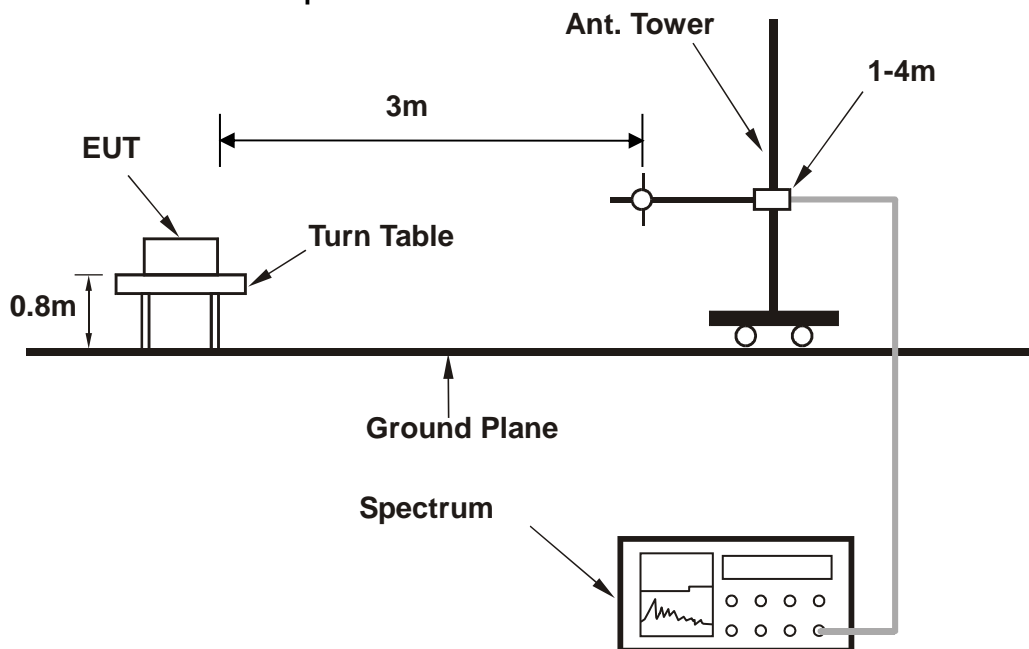 Ant. Tower
1-4m
3m
EUT
Turn Table
0.8m
Ground Plane
Spectrum